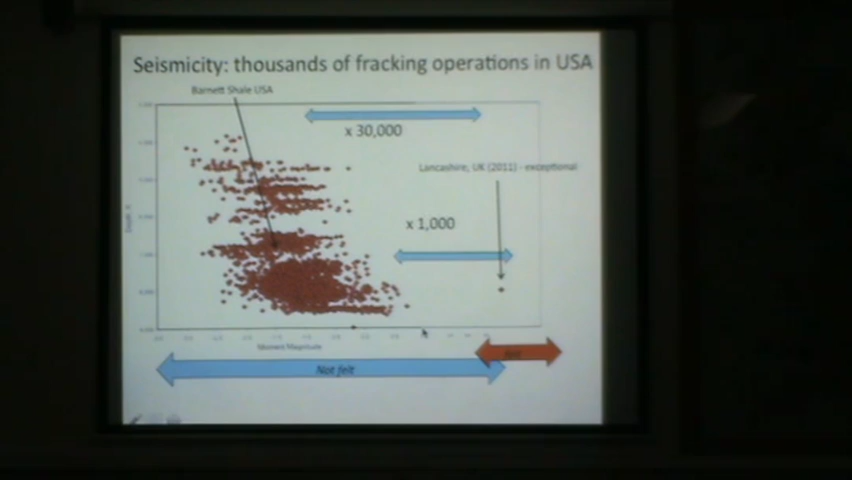 Seismicity: thousands of fracking operations in USA
Barnett Shale USA
x 30,000
Lancashire, UK (2011) - exceptional
x 1,000
Moment Magnitude
Not felt